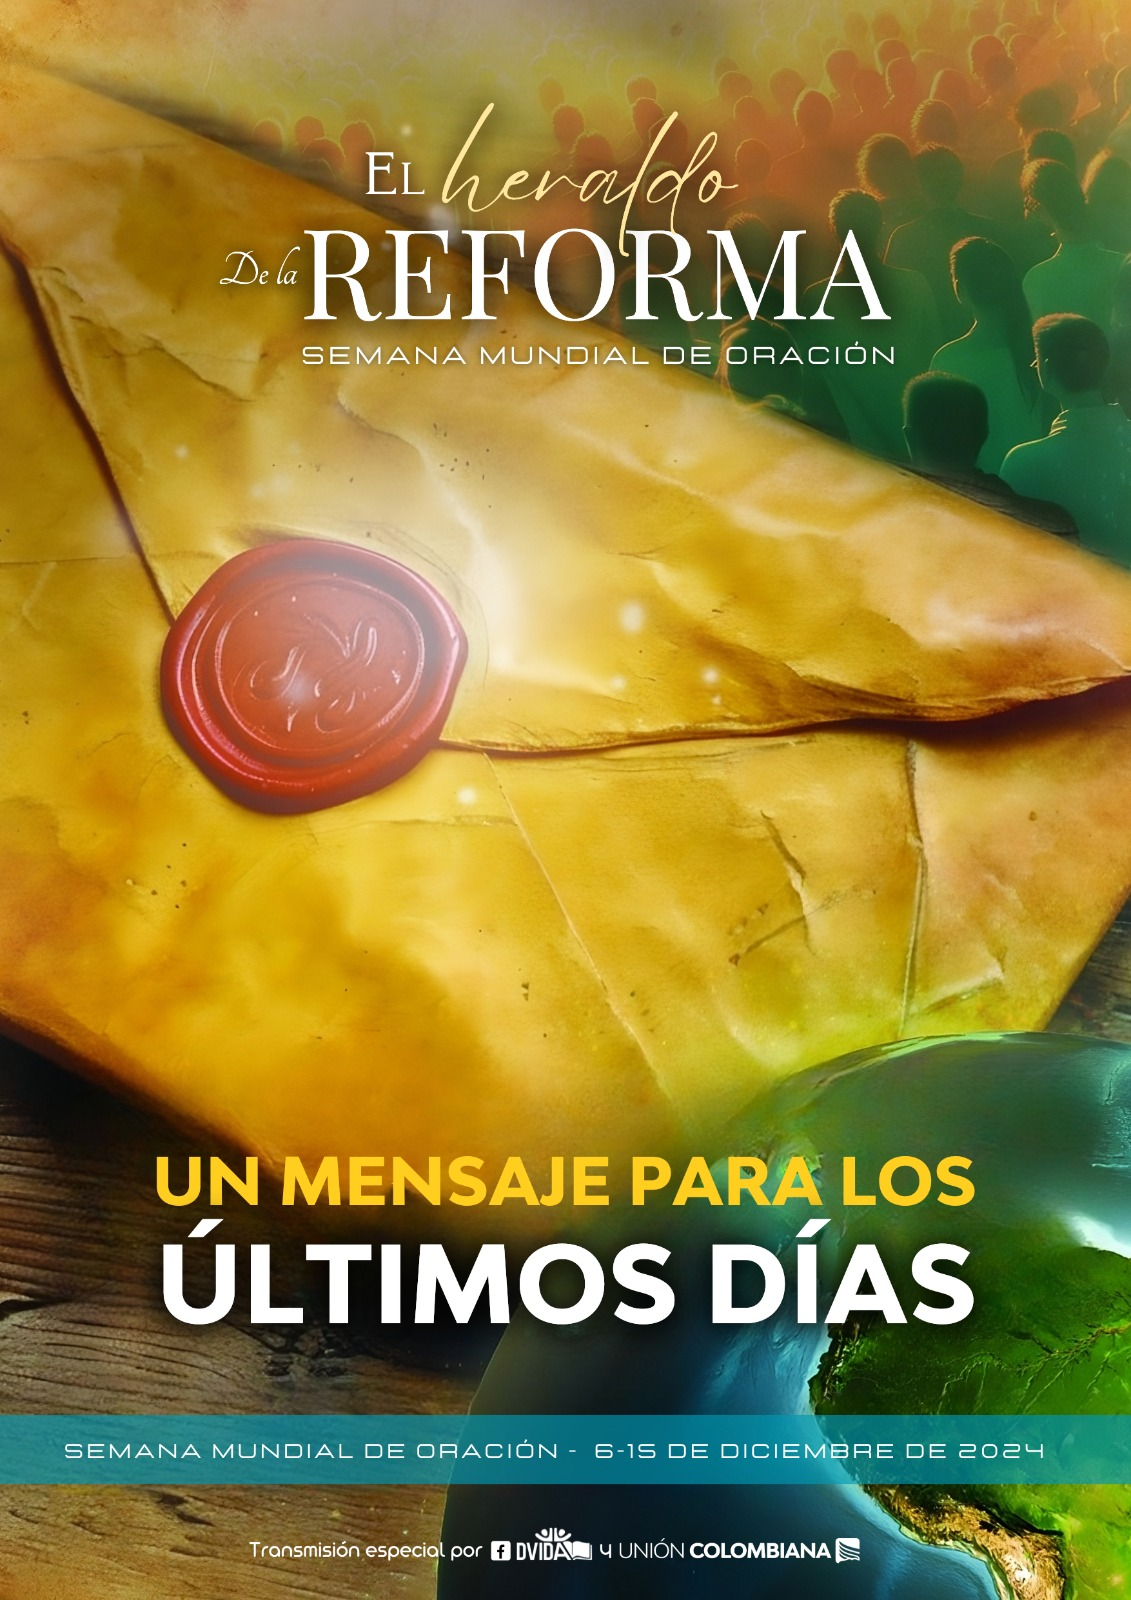 EL heraldo
De la REFORMA
SEMANA MUNDIAL DE ORACIÓN
UN MENSAJE PARA LOS
ÚLTIMOS DÍAS
SEMANA MUNDIAL DE ORACIÓN - 6-15 DE DICIEMBRE DE 2024
Transmisión especial por f DVIDA y UNIÓN COLOMBIANA